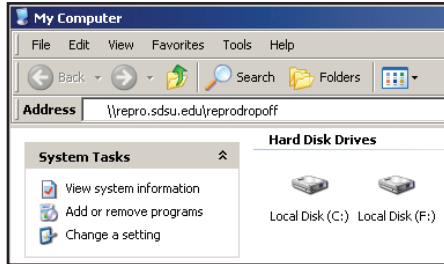 My Computer
File Edit View Favorites Tools Help
Back Search Folders
Address \\repro.sdsu.edu\reprodropoff
System Tasks
View system information
Add or remove programs
Change a setting
Hard Disk Drives
Local Disk (C:) Local Disk (F:)